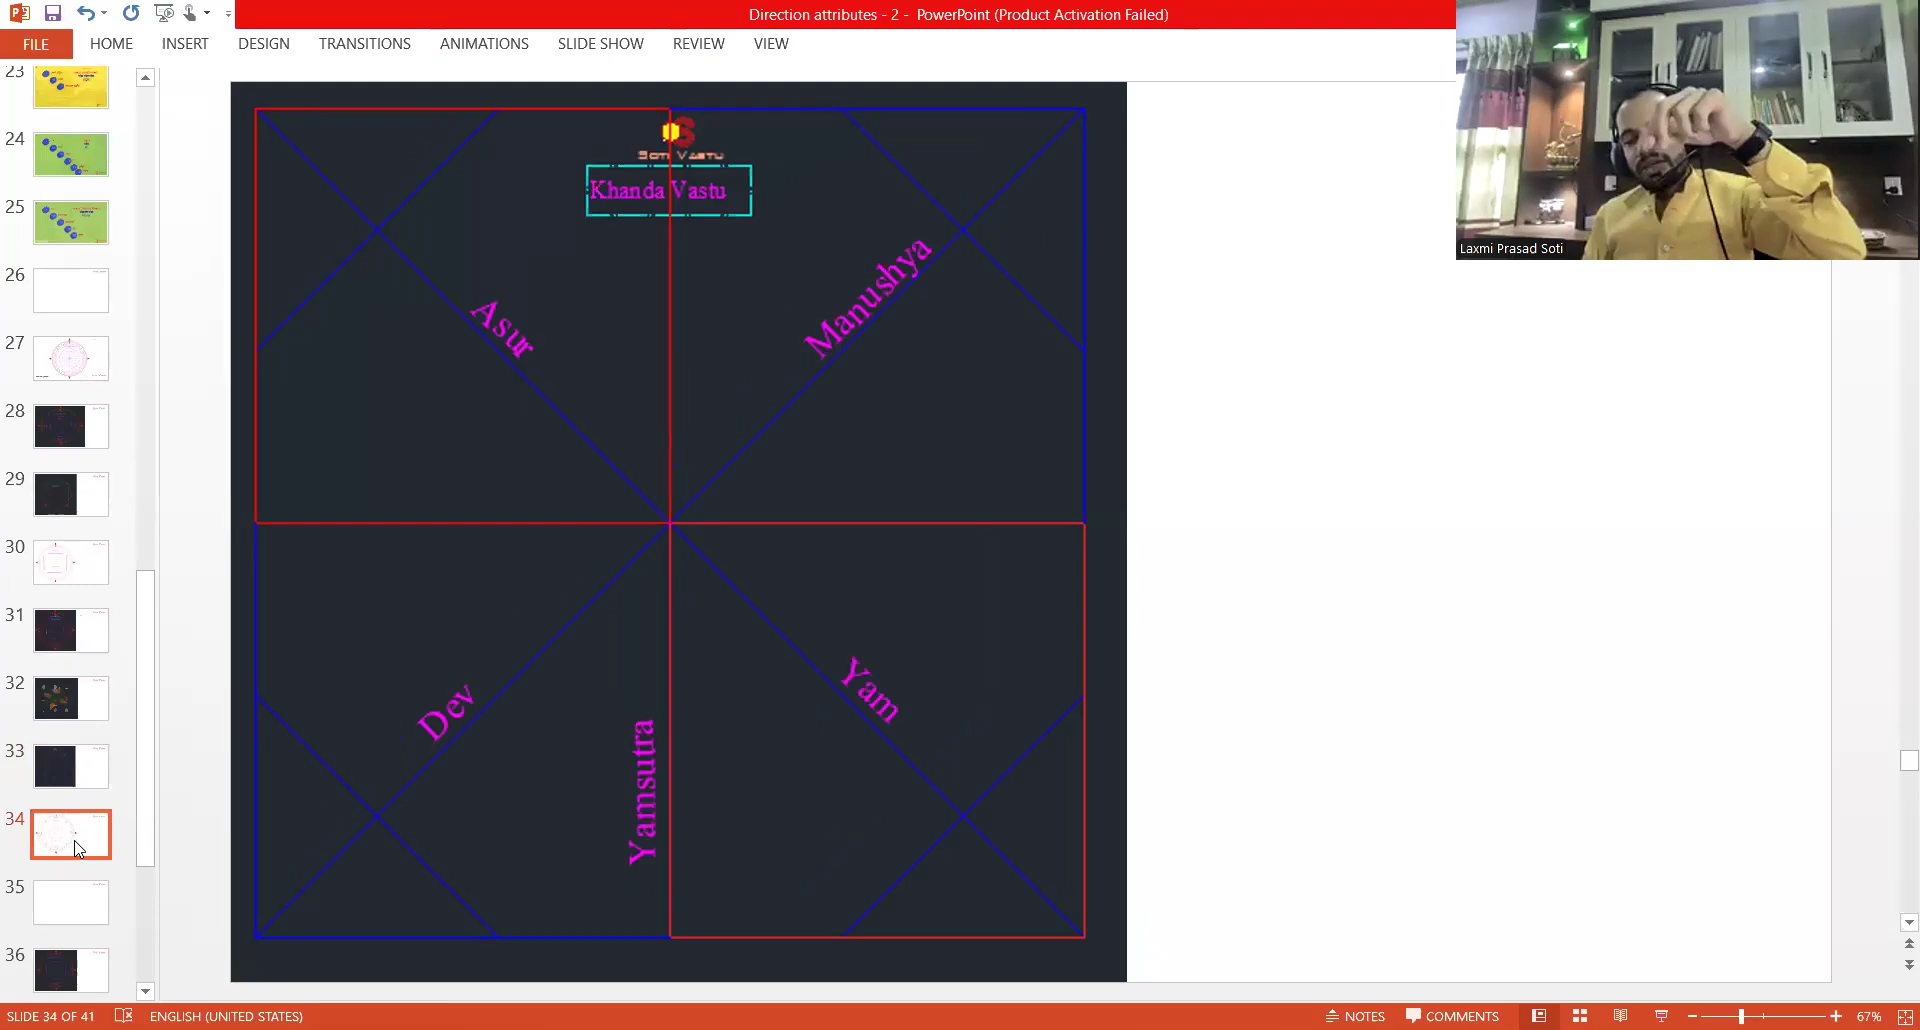 Direction attributes - 2 - PowerPoint (Product Activation Failed)
FILE HOME INSERT DESIGN TRANSITIONS ANIMATIONS SLIDE SHOW REVIEW VIEW
Laxmi Prasad Soti
23
24
25
26
27
28
29
30
31
32
33
34
35
36
Soti Vastu
Khanda Vastu
Asur
Manushya
Dev
Yamsutra
Yam
SLIDE 34 OF 41 ENGLISH (UNITED STATES) NOTES COMMENTS 67%